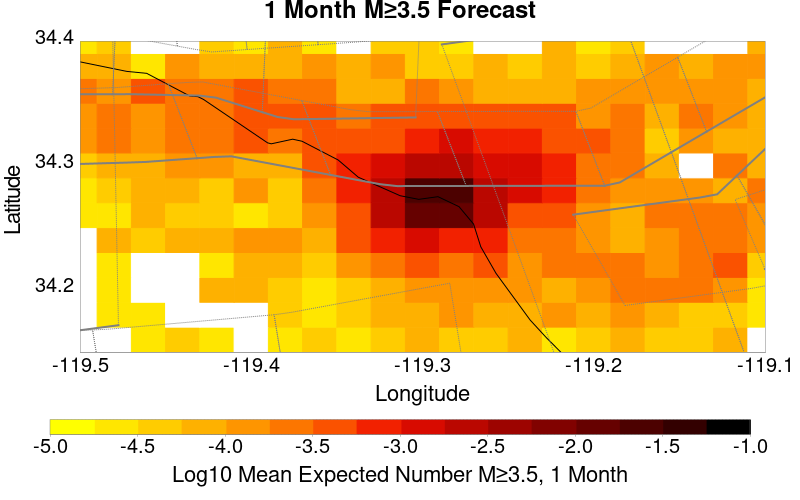 1 Month M≥3.5 Forecast
34.4
34.3
34.2
Latitude
-119.5 -119.4 -119.3 -119.2 -119.1
Longitude
-5.0 -4.5 -4.0 -3.5 -3.0 -2.5 -2.0 -1.5 -1.0
Log10 Mean Expected Number M≥3.5, 1 Month